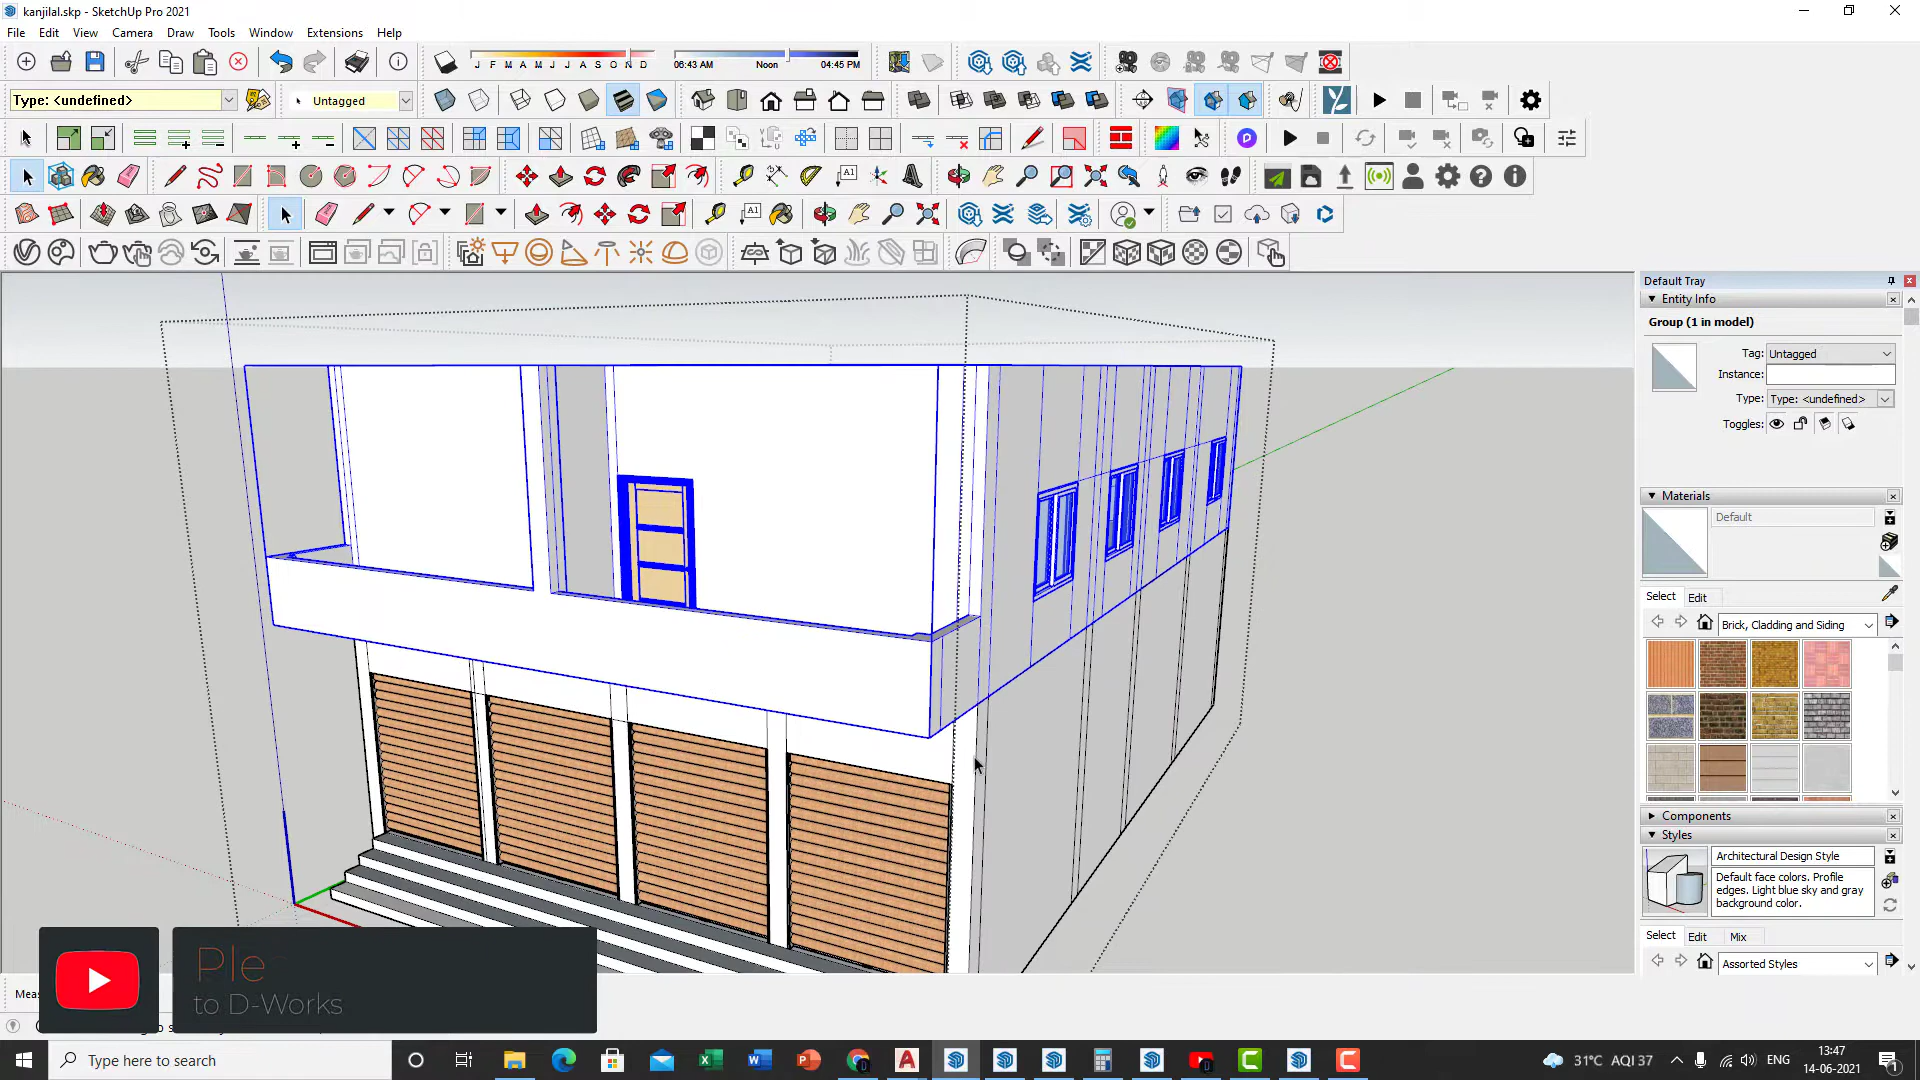 kanjilal.skp - SketchUp Pro 2021
File Edit View Camera Draw Tools Window Extensions Help
J F M A M J J A S O N D 06:43 AM Noon 04:45 PM
Type: <undefined> Untagged
A1
A1
Default Tray
Entity Info
Group (1 in model)
Tag: Untagged
Instance:
Type: Type: <undefined>
Toggles:
Materials
Default
Select Edit
Brick, Cladding and Siding
Components
Styles
Architectural Design Style
Default face colors. Profile
edges. Light blue sky and gray
background color.
Select Edit Mix
Assorted Styles
Ple
to D-Works
Meas
Type here to search
31°C AQI 37 ENG 13:47
14-06-2021